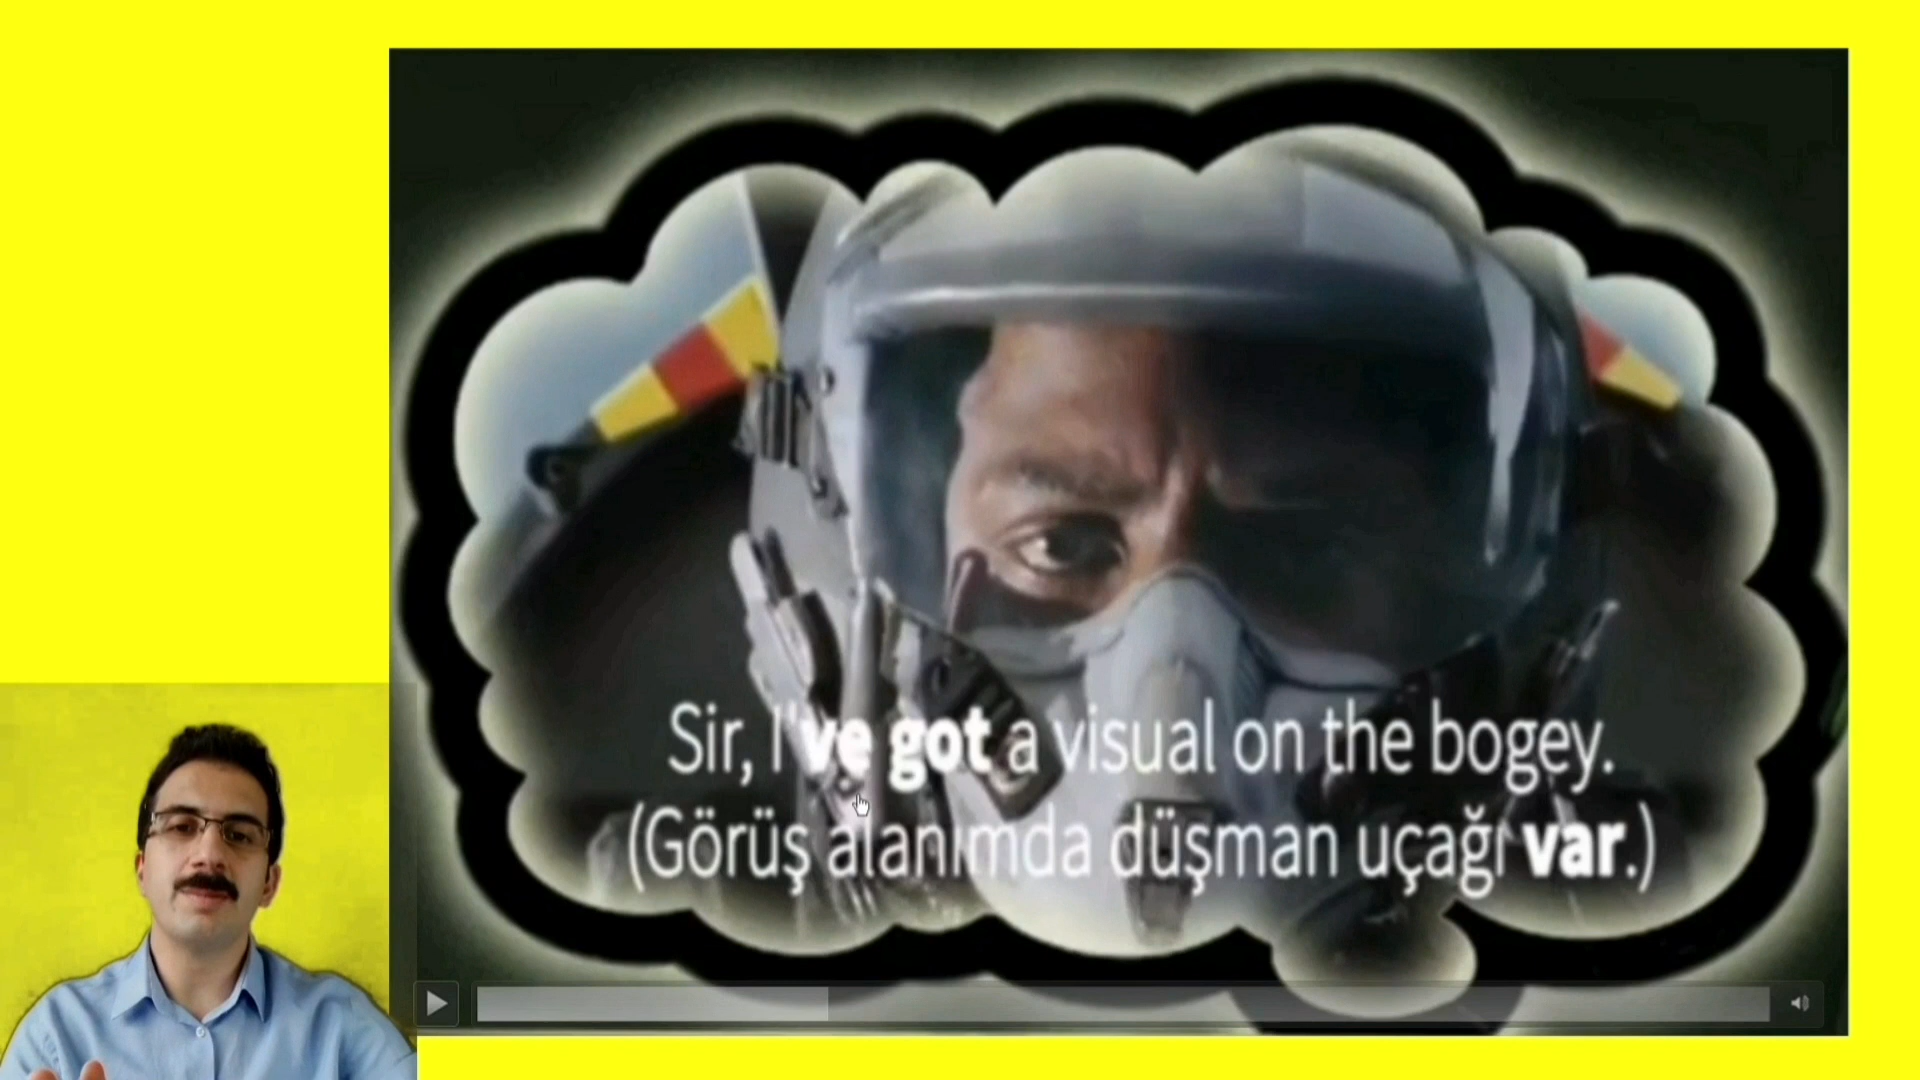 Sir, I've got a visual on the bogey.
(Görüş alanımda düşman uçağı var.)